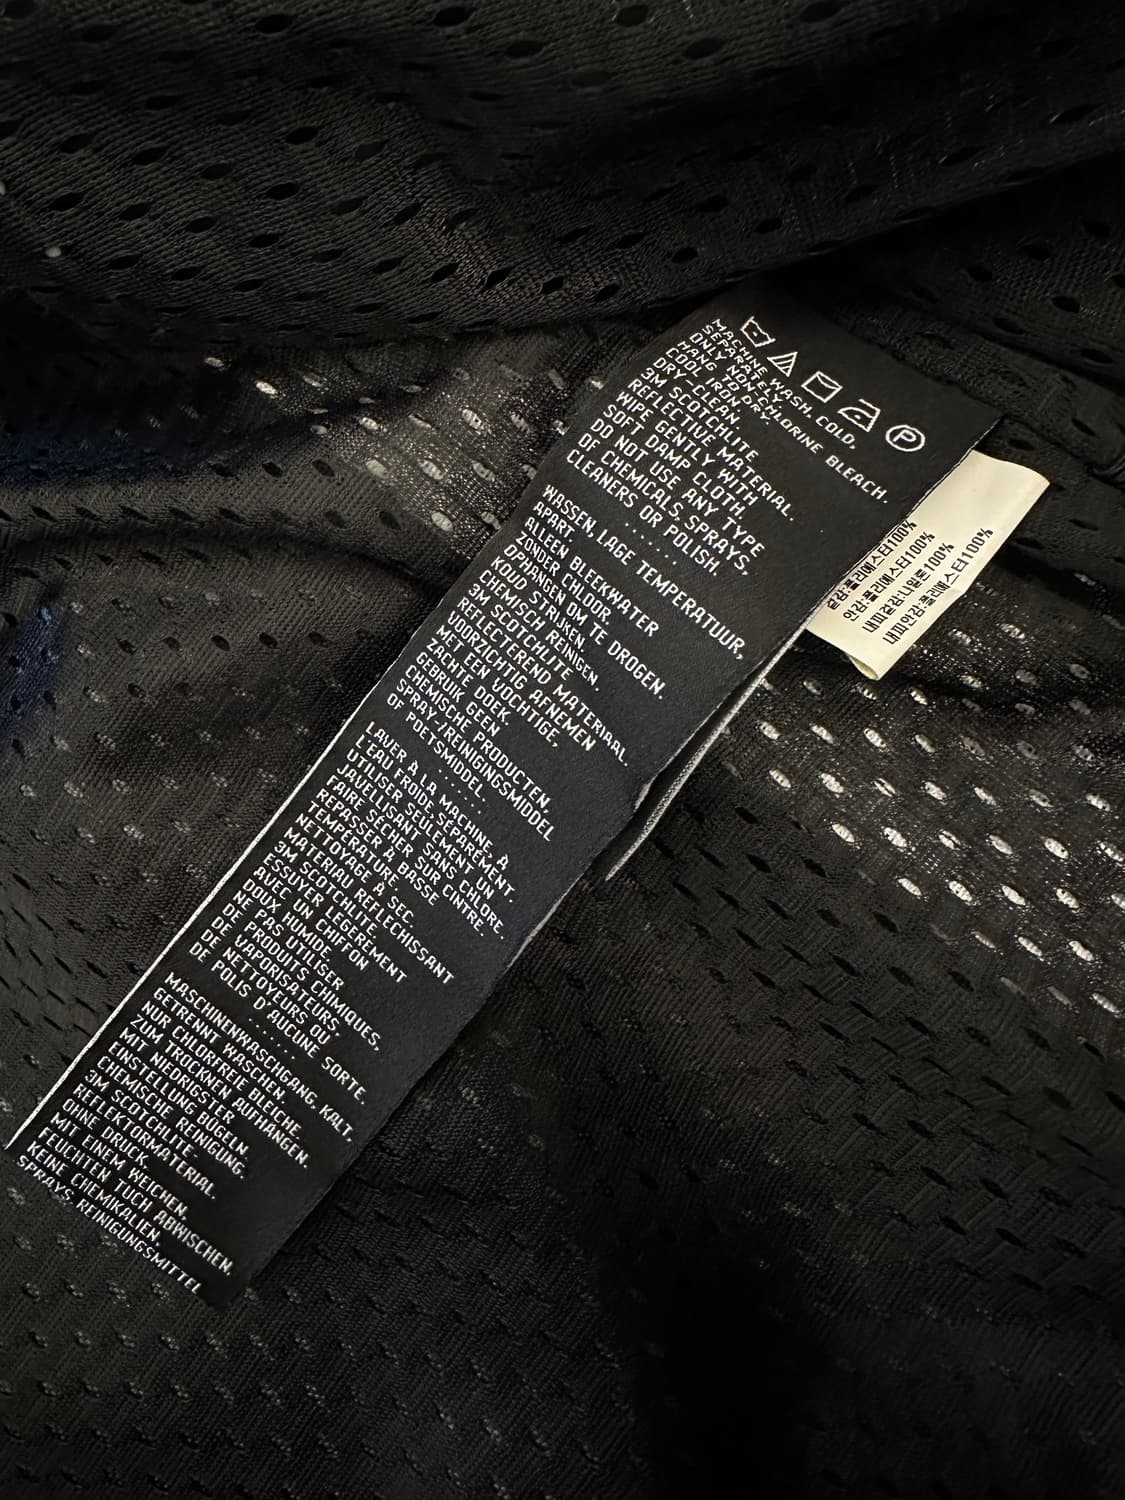 P
MACHINE WASH, COLD.
SEPARATELY.
ONLY NON-CHLORINE BLEACH.
HANG TO DRY.
COOL IRON.
DRY-CLEAN.
3M SCOTCHLITE
REFLECTIVE MATERIAL.
WIPE GENTLY WITH
SOFT DAMP CLOTH.
DO NOT USE ANY TYPE
OF CHEMICALS, SPRAYS,
CLEANERS OR POLISH.
......
WASSEN, LAGE TEMPERATUUR,
APART.
ALLEEN BLEEKWATER
ZONDER CHLOOR.
OPHANGEN OM TE DROGEN.
KOUD STRIJKEN.
CHEMISCH REINIGEN.
3M SCOTCHLITE
REFLECTEREND MATERIAAL.
VOORZICHTIG AFNEMEN
MET EEN VOCHTIGE,
ZACHTE DOEK.
GEBRUIK GEEN
CHEMISCHE PRODUCTEN,
SPRAY-/REINIGINGSMIDDEL
OF POETSMIDDEL.
......
LAVER À LA MACHINE, À
L'EAU FROIDE, SÉPARÉMENT.
UTILISER SEULEMENT UN
JAVELLISANT SANS CHLORE.
FAIRE SÉCHER SUR CINTRE.
REPASSER À BASSE
TEMPÉRATURE.
NETTOYAGE À SEC.
3M SCOTCHLITE
MATERIAU REFLECHISSANT
ESSUYER LEGEREMENT
AVEC UN CHIFFON
DOUX HUMIDE.
NE PAS UTILISER
DE PRODUITS CHIMIQUES,
DE VAPORISATEURS,
DE NETTOYEURS OU
DE POLIS D'AUCUNE SORTE.
......
MASCHINENWASCHGANG, KALT,
GETRENNT WASCHEN.
NUR CHLORFREIE BLEICHE.
ZUM TROCKNEN AUFHÄNGEN.
MIT NIEDRIGSTER
EINSTELLUNG BÜGELN.
CHEMISCHE REINIGUNG.
3M SCOTCHLITE
REFLEKTORMATERIAL.
OHNE DRUCK
MIT EINEM WEICHEN,
FEUCHTEN TUCH ABWISCHEN.
KEINE CHEMIKALIEN,
SPRAYS, REINIGUNGSMITTEL
겉감:폴리에스터100%
안감:폴리에스터100%
내피겉감:나일론100%
내피안감:폴리에스터100%